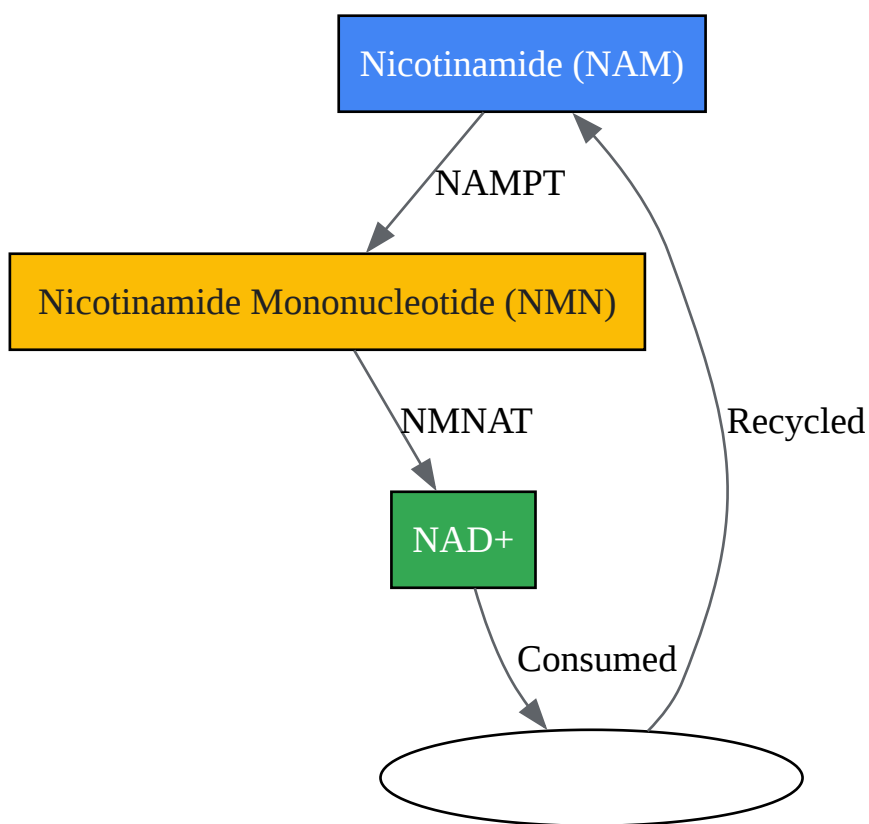 Nicotinamide (NAM)
NAMPT
Nicotinamide Mononucleotide (NMN)
NMNAT
Recycled
NAD+
Consumed